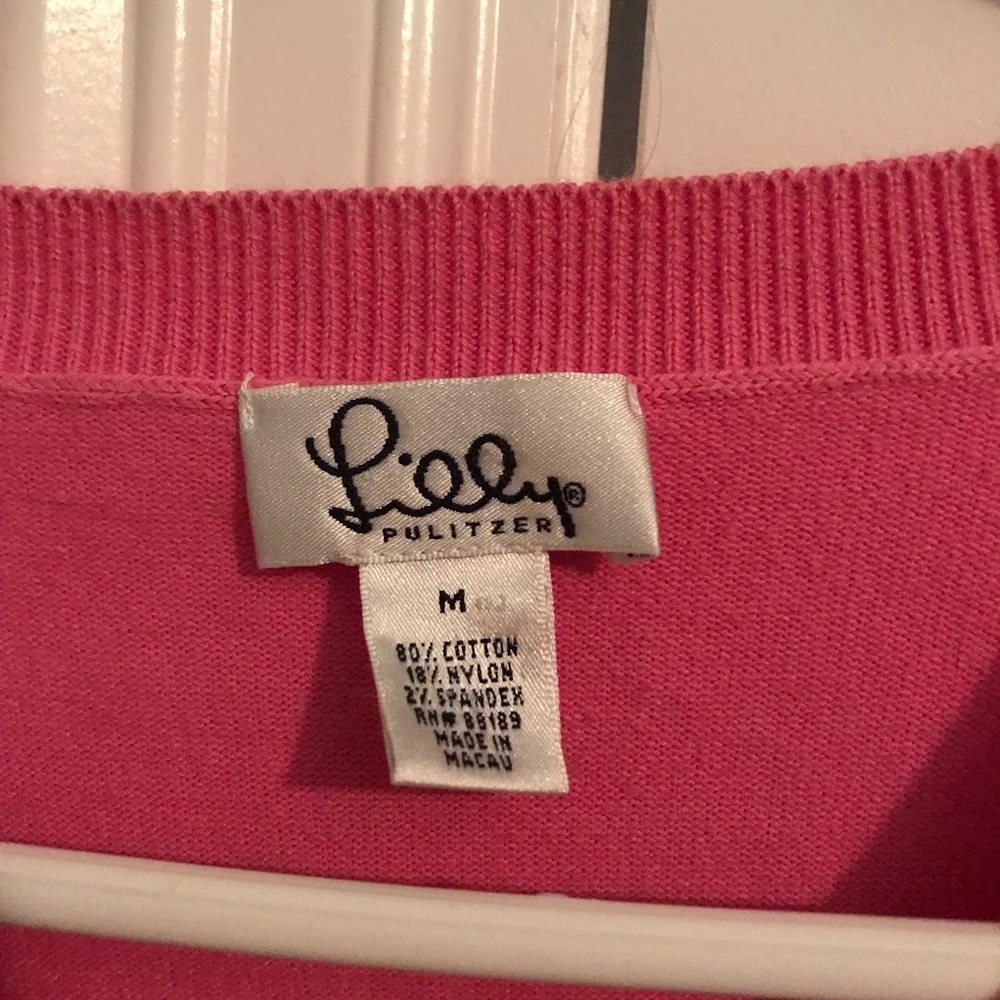 Lilly®
PULITZER
M
80% COTTON
18% NYLON
2% SPANDEX
RN# 88189
MADE IN
MACAU